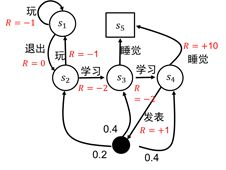 玩
R = -1
s1
s5
退出
R = 0
玩
R = -1
睡觉
R = +10
睡觉
s2
学习
R = -2
s3
学习
R = -2
s4
发表
R = +1
0.4
0.2
0.4